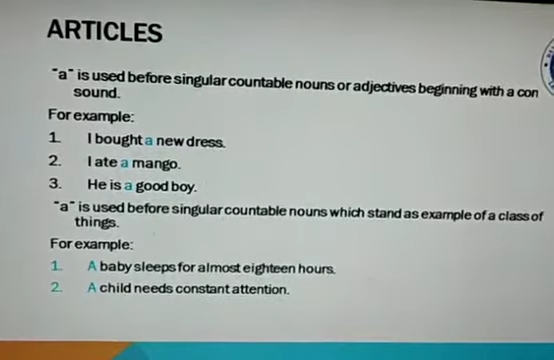 ARTICLES
"a" is used before singular countable nouns or adjectives beginning with a con
sound.
For example:
1. I bought a new dress.
2. I ate a mango.
3. He is a good boy.
"a" is used before singular countable nouns which stand as example of a class of
things.
For example:
1. A baby sleeps for almost eighteen hours.
2. A child needs constant attention.